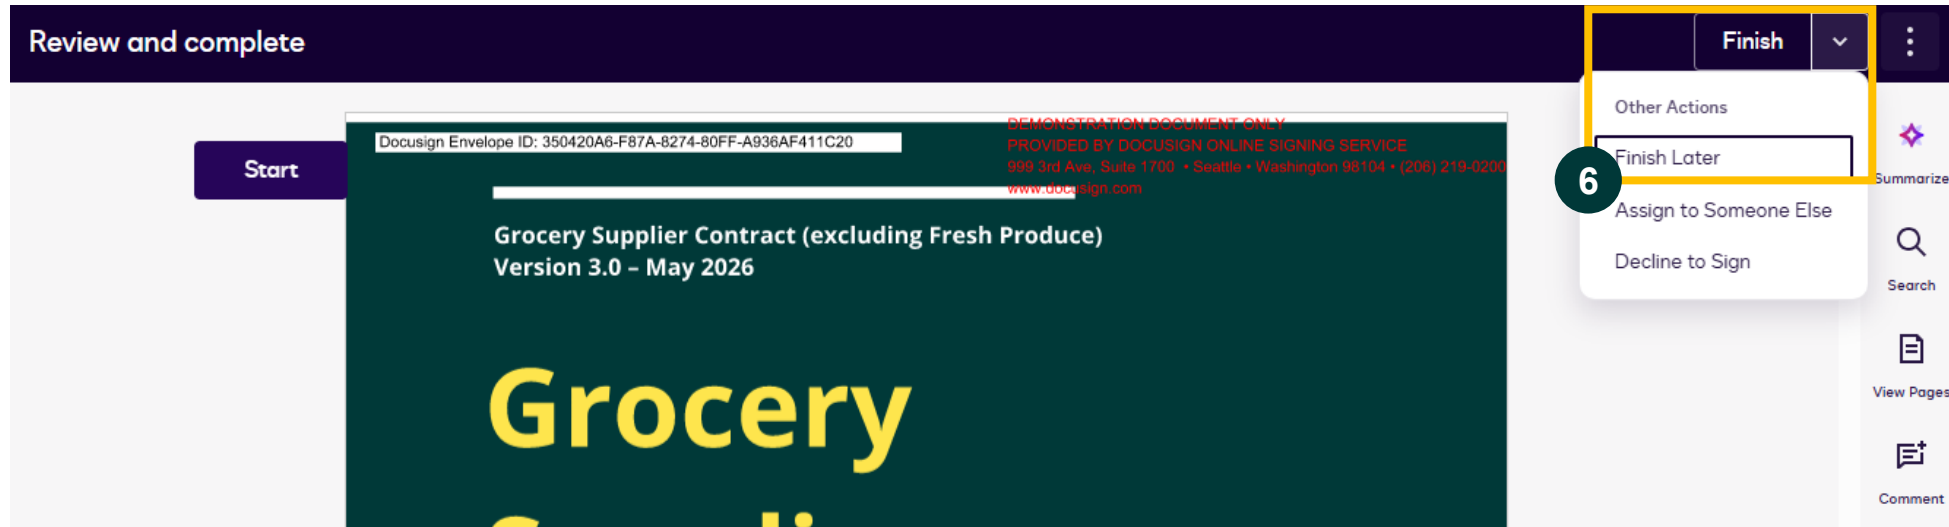 Review and complete
Finish
Other Actions
Finish Later
Assign to Someone Else
Decline to Sign
6
Start
Docusign Envelope ID: 350420A6-F87A-8274-80FF-A936AF411C20
DEMONSTRATION DOCUMENT ONLY
PROVIDED BY DOCUSIGN ONLINE SIGNING SERVICE
999 3rd Ave, Suite 1700 • Seattle • Washington 98104 • (206) 219-0200
www.docusign.com
Grocery Supplier Contract (excluding Fresh Produce)
Version 3.0 – May 2026
Grocery
Summarize
Search
View Pages
Comment